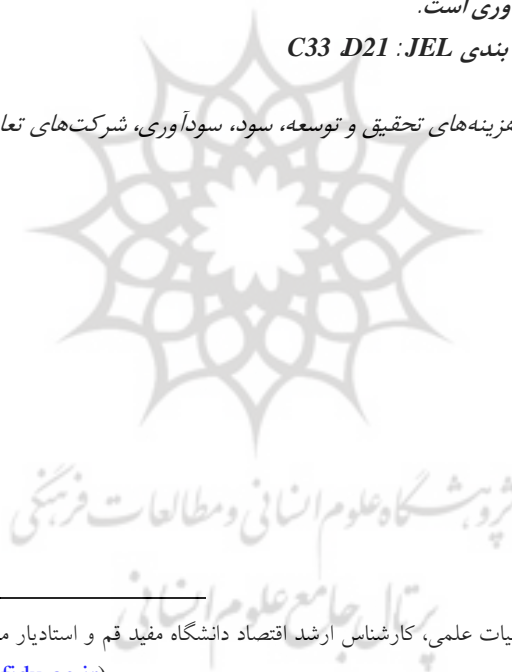 وری است.
بندی JEL: D21، C33
هزینه‌های تحقیق و توسعه، سود، سودآوری، شرکت‌های تعا
پژوهشگاه علوم انسانی و مطالعات فرهنگی
پرتال جامع علوم انسانی
یات علمی، کارشناس ارشد اقتصاد دانشگاه مفید قم و استادیار م